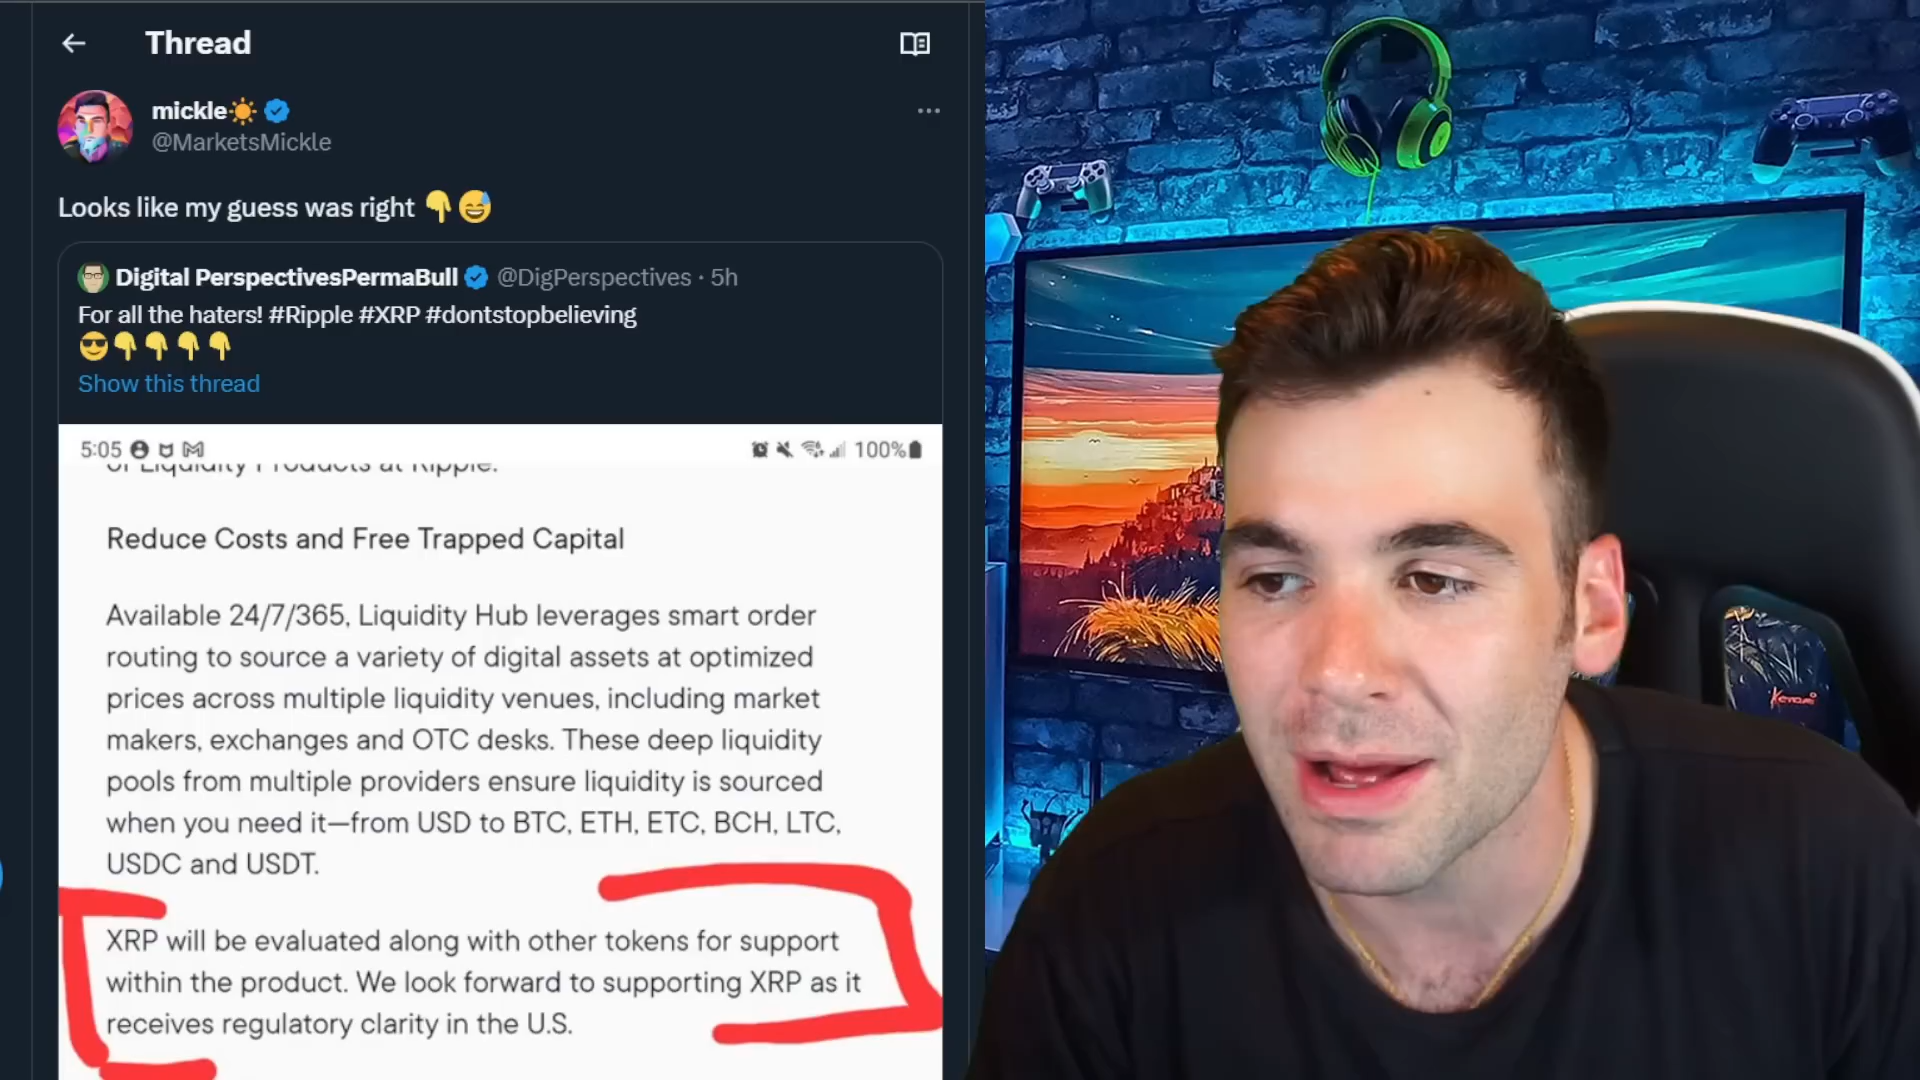 Thread
mickle☀️
@MarketsMickle
Looks like my guess was right 👇😅
Digital PerspectivesPermaBull @DigPerspectives · 5h
For all the haters! #Ripple #XRP #dontstopbelieving
😎👇👇👇👇
Show this thread
5:05 100%
of Liquidity Products at Ripple.
Reduce Costs and Free Trapped Capital
Available 24/7/365, Liquidity Hub leverages smart order
routing to source a variety of digital assets at optimized
prices across multiple liquidity venues, including market
makers, exchanges and OTC desks. These deep liquidity
pools from multiple providers ensure liquidity is sourced
when you need it—from USD to BTC, ETH, ETC, BCH, LTC,
USDC and USDT.
XRP will be evaluated along with other tokens for support
within the product. We look forward to supporting XRP as it
receives regulatory clarity in the U.S.